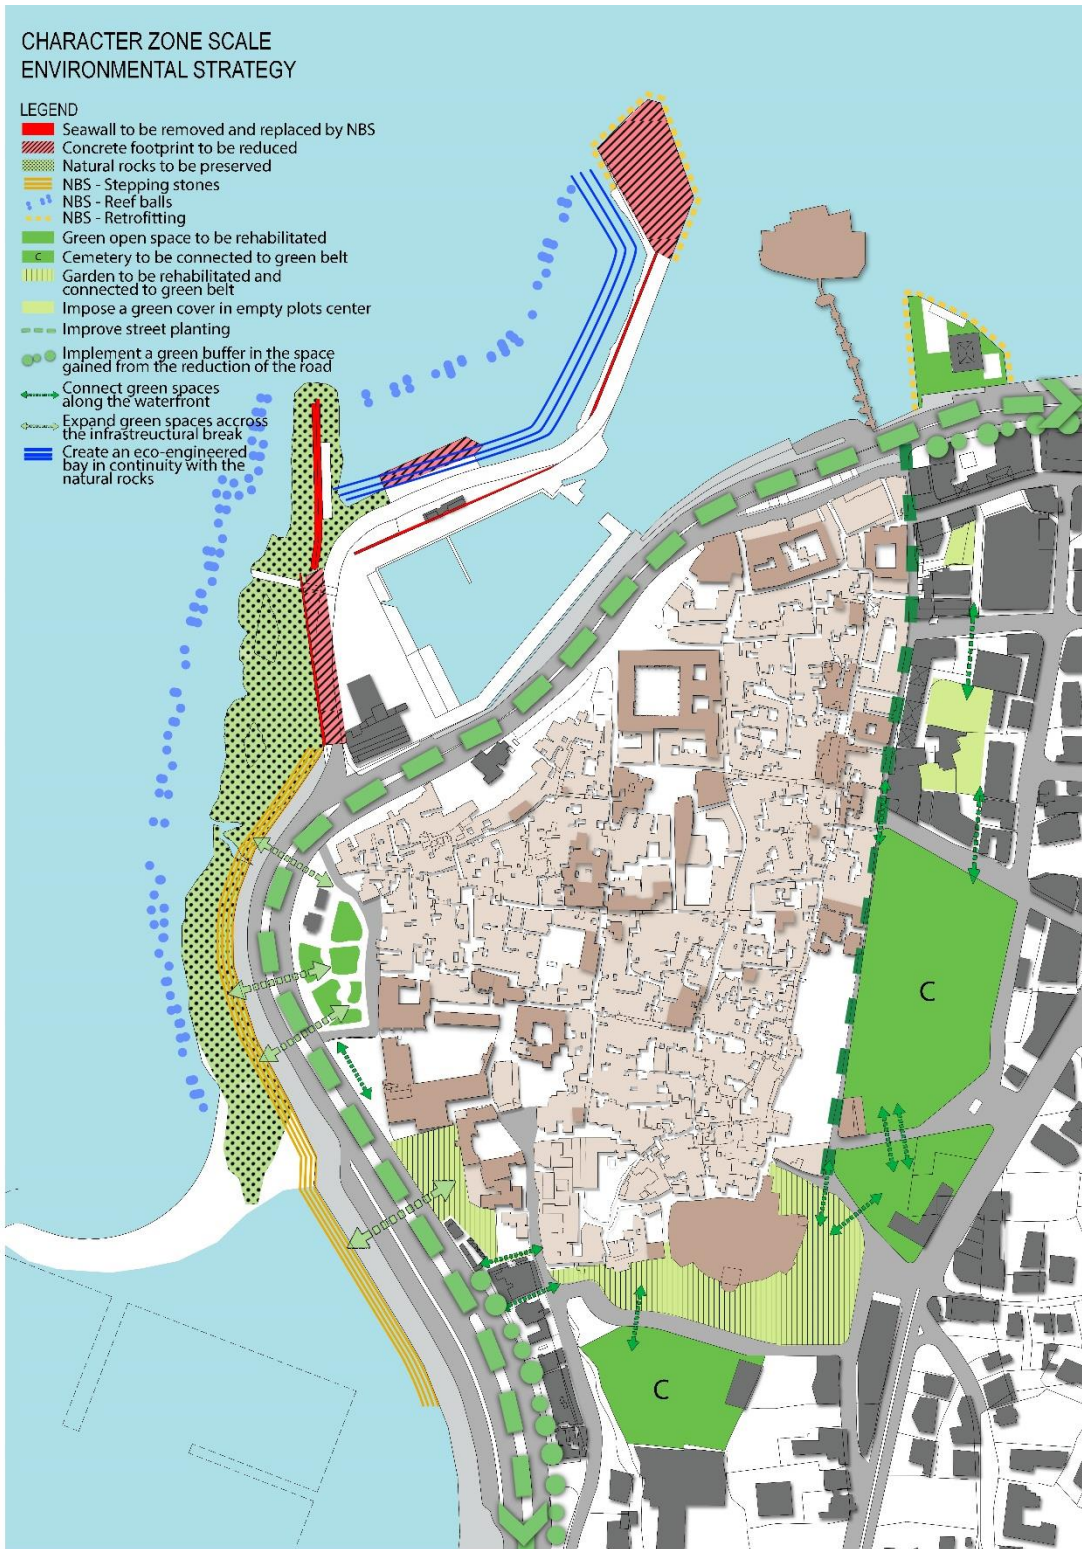 CHARACTER ZONE SCALE
ENVIRONMENTAL STRATEGY
LEGEND
Seawall to be removed and replaced by NBS
Concrete footprint to be reduced
Natural rocks to be preserved
NBS - Stepping stones
NBS - Reef balls
NBS - Retrofitting
Green open space to be rehabilitated
C Cemetery to be connected to green belt
Garden to be rehabilitated and
connected to green belt
Impose a green cover in empty plots center
Improve street planting
Implement a green buffer in the space
gained from the reduction of the road
Connect green spaces
along the waterfront
Expand green spaces accross
the infrastreuctural break
Create an eco-engineered
bay in continuity with the
natural rocks
C
C